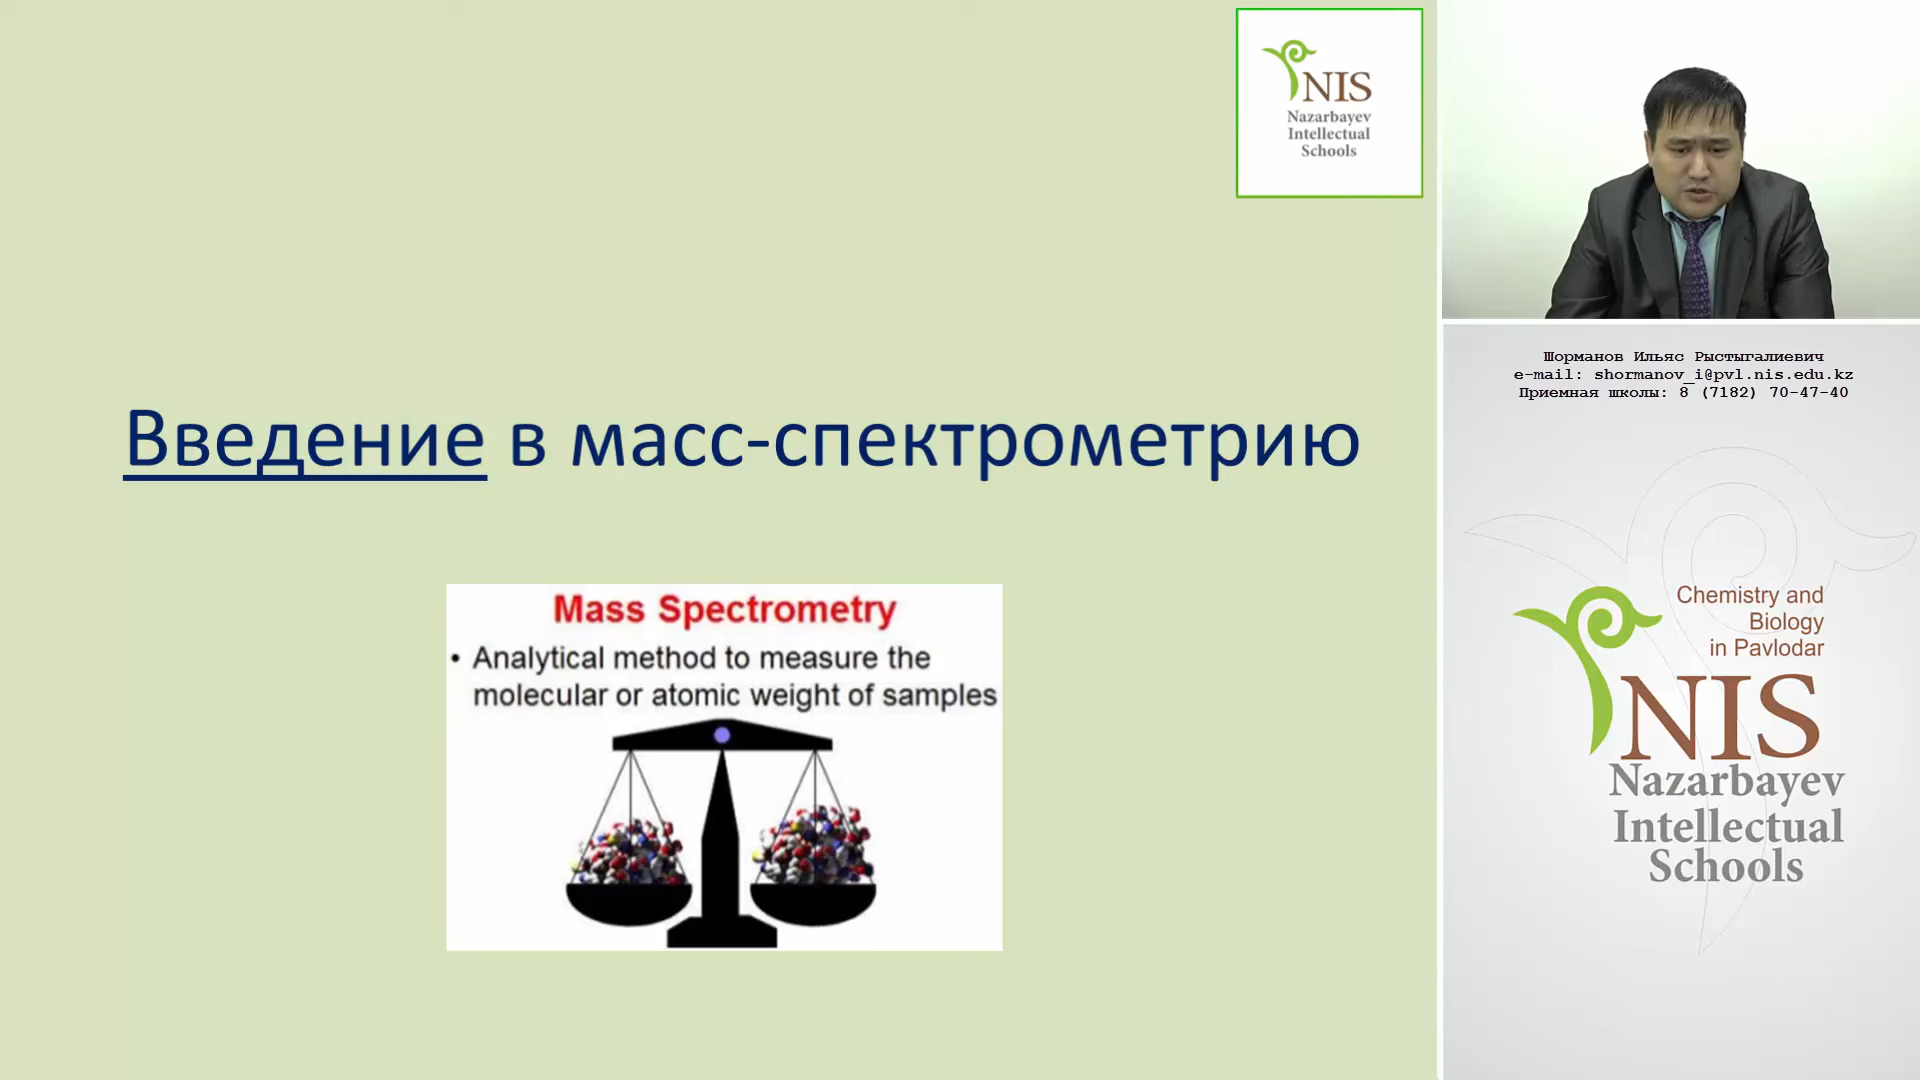 NIS
Nazarbayev
Intellectual
Schools
Введение в масс-спектрометрию
Mass Spectrometry
• Analytical method to measure the
molecular or atomic weight of samples
Шорманов Ильяс Рыстыгалиевич
e-mail: shormanov_i@pvl.nis.edu.kz
Приемная школы: 8 (7182) 70-47-40
Chemistry and
Biology
in Pavlodar
NIS
Nazarbayev
Intellectual
Schools